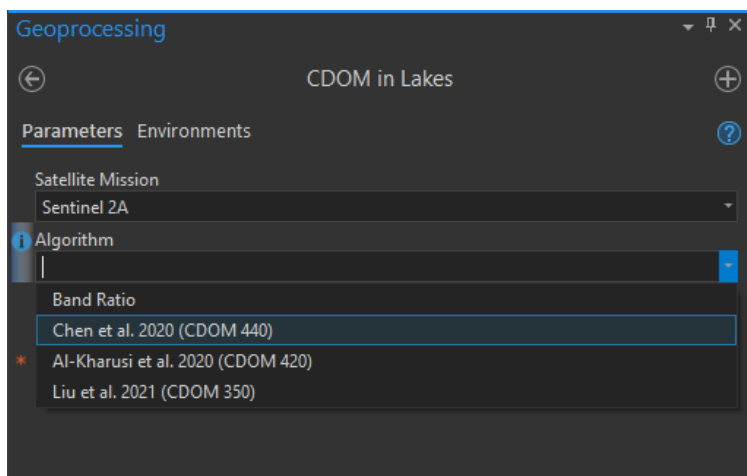 Geoprocessing
CDOM in Lakes
Parameters Environments
Satellite Mission
Sentinel 2A
Algorithm
Band Ratio
Chen et al. 2020 (CDOM 440)
* Al-Kharusi et al. 2020 (CDOM 420)
Liu et al. 2021 (CDOM 350)